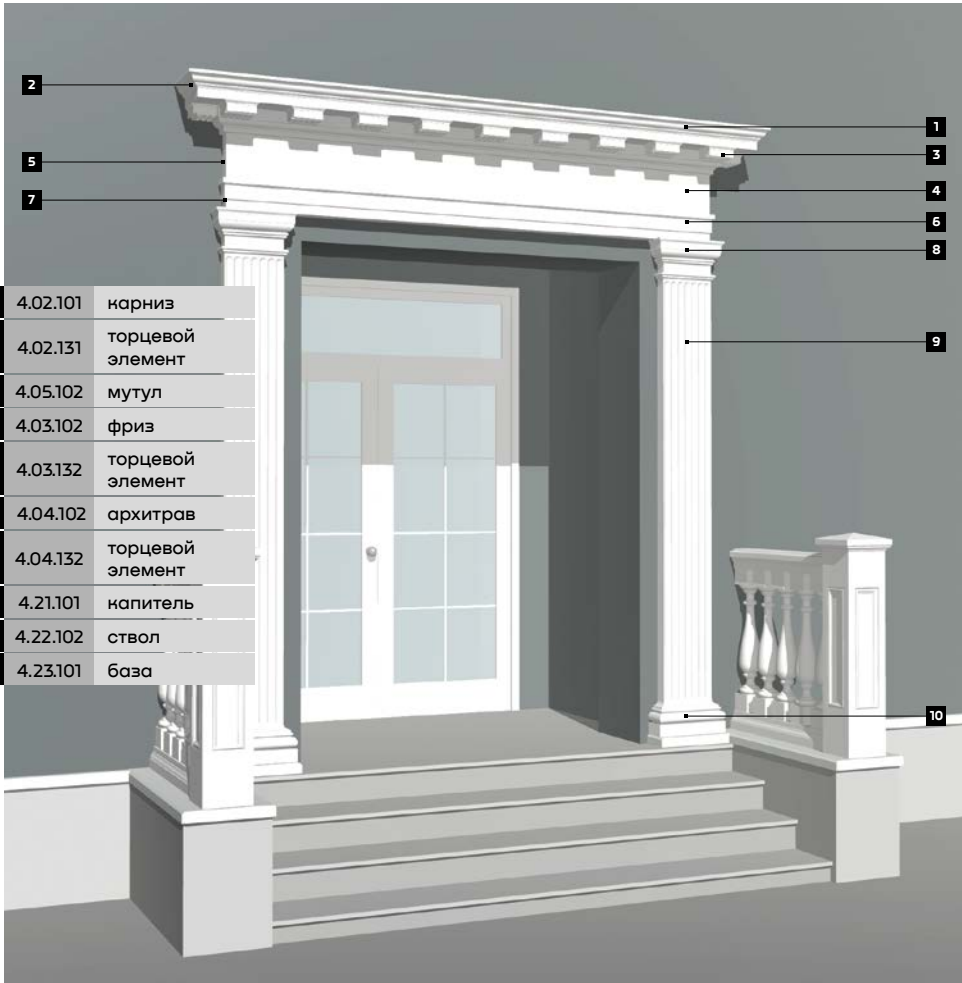 2
1
3
5
4
7
6
8
4.02.101 карниз
4.02.131 торцевой
элемент
9
4.05.102 мутул
4.03.102 фриз
4.03.132 торцевой
элемент
4.04.102 архитрав
4.04.132 торцевой
элемент
4.21.101 капитель
4.22.102 ствол
4.23.101 база
10